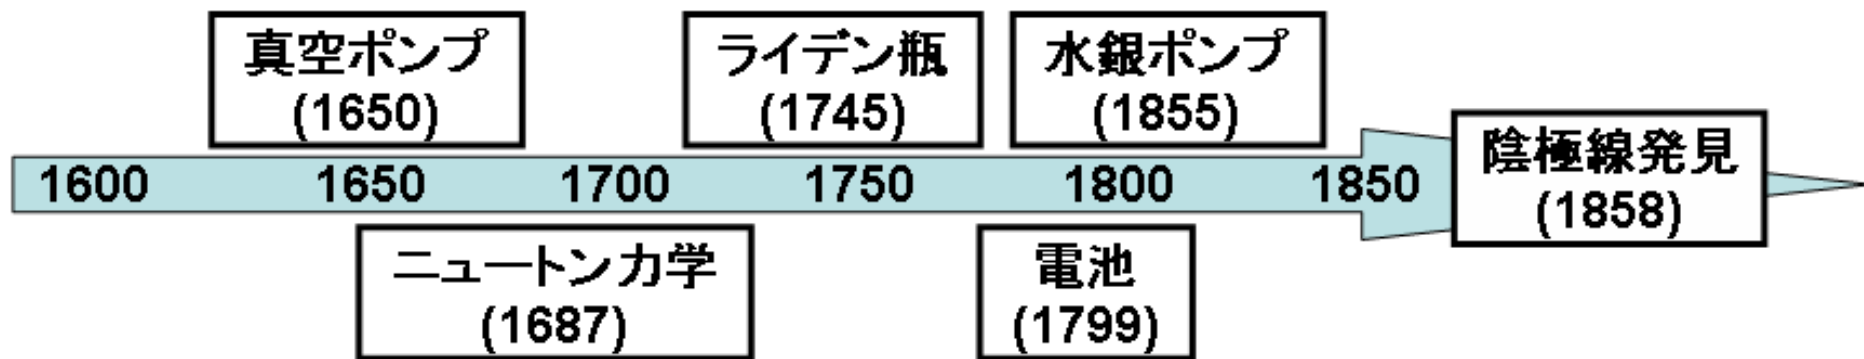 真空ポンプ
(1650)
ライデン瓶
(1745)
水銀ポンプ
(1855)
1600 1650 1700 1750 1800 1850
陰極線発見
(1858)
ニュートン力学
(1687)
電池
(1799)